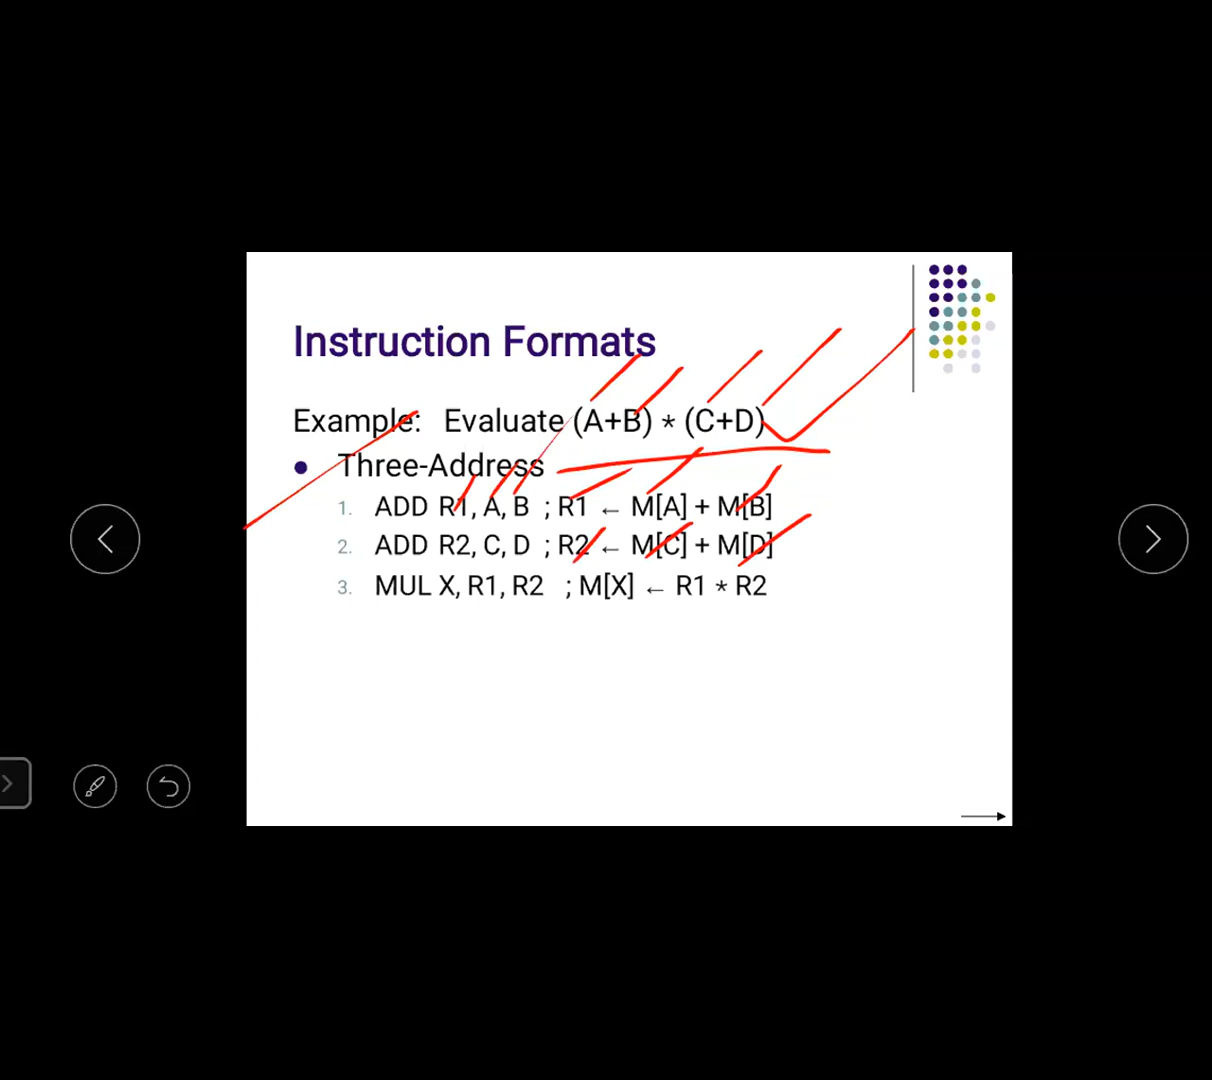 Instruction Formats
Example: Evaluate (A+B) * (C+D)
● Three-Address
1. ADD R1, A, B ; R1 ← M[A] + M[B]
2. ADD R2, C, D ; R2 ← M[C] + M[D]
3. MUL X, R1, R2 ; M[X] ← R1 * R2